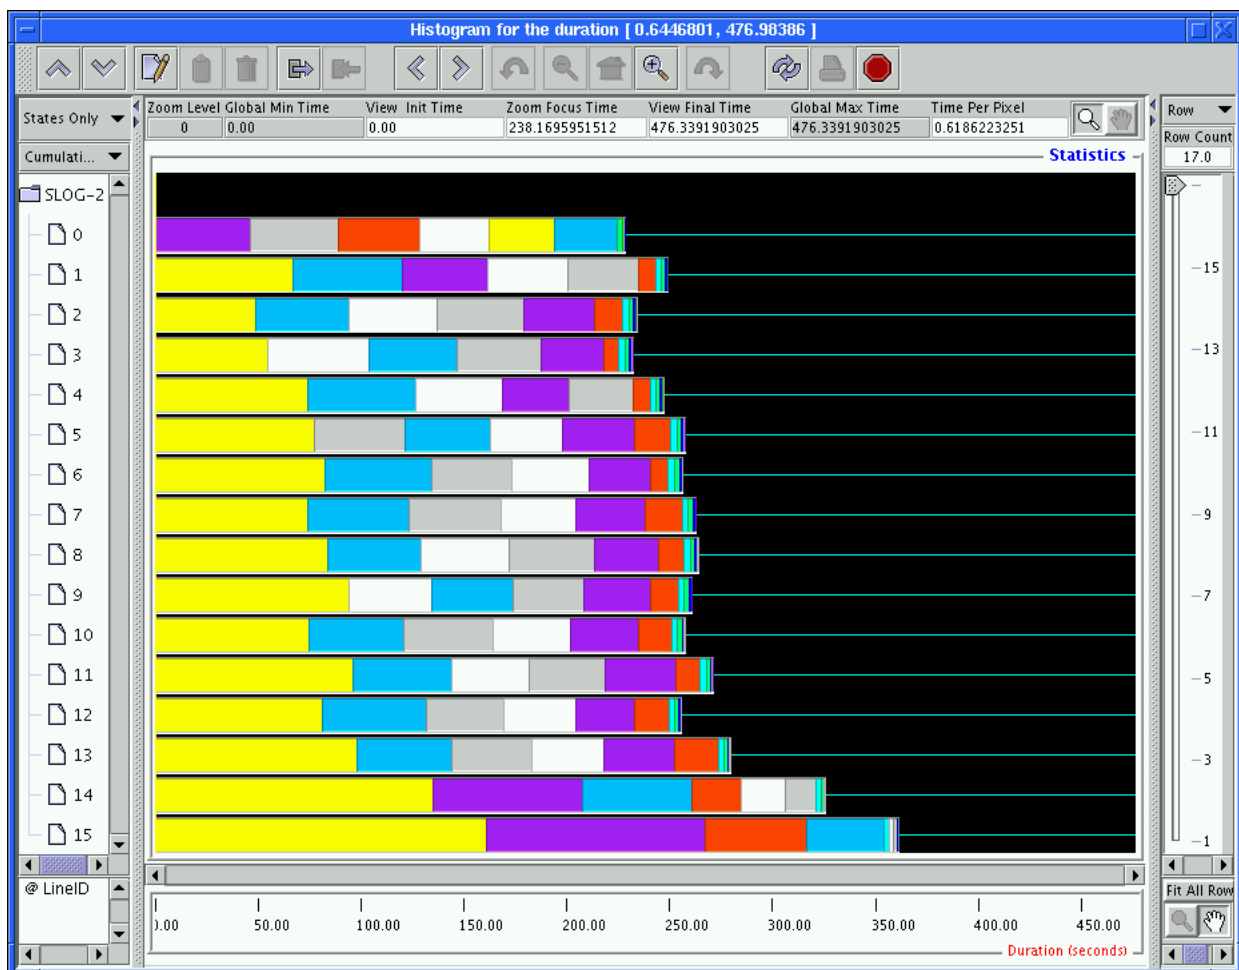 Histogram for the duration [ 0.6446801, 476.98386 ]
States Only
Zoom Level Global Min Time View Init Time Zoom Focus Time View Final Time Global Max Time Time Per Pixel
0 0.00 0.00 238.1695951512 476.3391903025 476.3391903025 0.6186223251
Row
Row Count
17.0
Cumulati...
Statistics
SLOG-2
0
1
2
3
4
5
6
7
8
9
10
11
12
13
14
15
15
13
11
9
7
5
3
1
@ LineID
Fit All Row
).00 50.00 100.00 150.00 200.00 250.00 300.00 350.00 400.00 450.00
Duration (seconds)